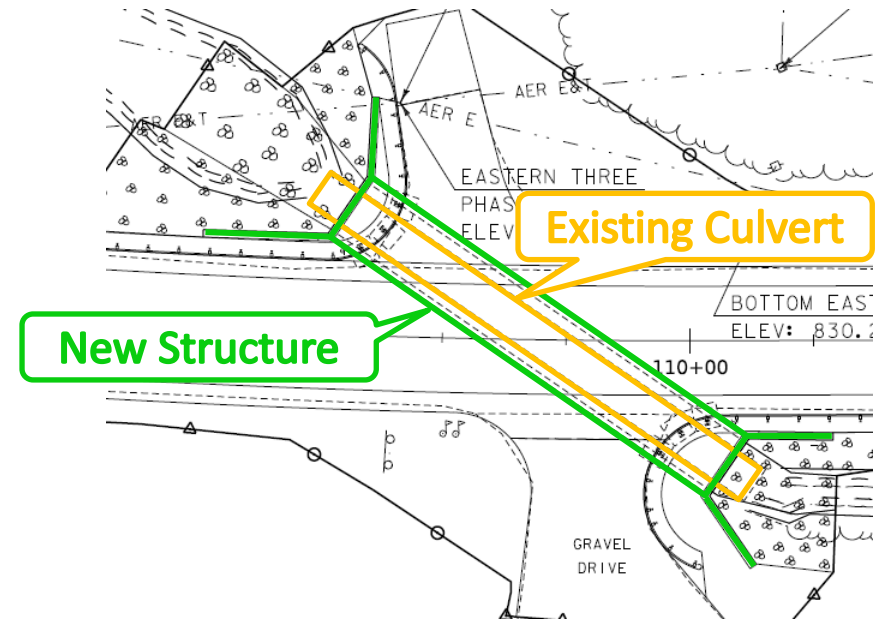 AER E&T
AER E&T
AER E
EASTERN THREE
PHAS
ELEV
Existing Culvert
BOTTOM EAST
ELEV: 830.2
New Structure
110+00
GRAVEL
DRIVE